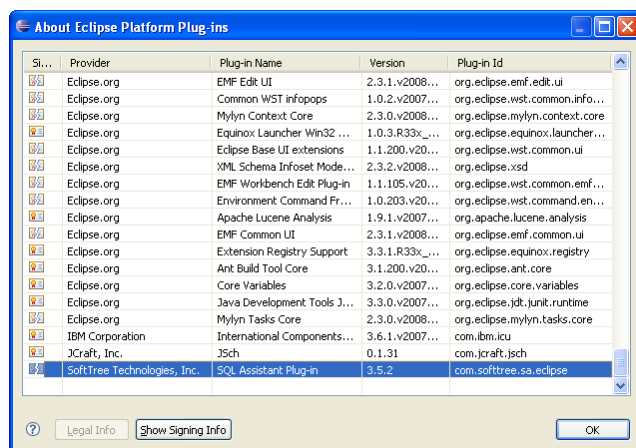 About Eclipse Platform Plug-ins
Si... Provider Plug-in Name Version Plug-in Id
Eclipse.org EMF Edit UI 2.3.1.v2008... org.eclipse.emf.edit.ui
Eclipse.org Common WST infopops 1.0.2.v2007... org.eclipse.wst.common.info...
Eclipse.org Mylyn Context Core 2.3.0.v2008... org.eclipse.mylyn.context.core
Eclipse.org Equinox Launcher Win32 ... 1.0.3.R33x_... org.eclipse.equinox.launcher...
Eclipse.org Eclipse Base UI extensions 1.1.200.v20... org.eclipse.wst.common.ui
Eclipse.org XML Schema Infoset Mode... 2.3.2.v2008... org.eclipse.xsd
Eclipse.org EMF Workbench Edit Plug-in 1.1.105.v20... org.eclipse.wst.common.emf...
Eclipse.org Environment Command Fr... 1.0.203.v20... org.eclipse.wst.command.en...
Eclipse.org Apache Lucene Analysis 1.9.1.v2007... org.apache.lucene.analysis
Eclipse.org EMF Common UI 2.3.1.v2008... org.eclipse.emf.common.ui
Eclipse.org Extension Registry Support 3.3.1.R33x_... org.eclipse.equinox.registry
Eclipse.org Ant Build Tool Core 3.1.200.v20... org.eclipse.ant.core
Eclipse.org Core Variables 3.2.0.v2007... org.eclipse.core.variables
Eclipse.org Java Development Tools J... 3.3.0.v2007... org.eclipse.jdt.junit.runtime
Eclipse.org Mylyn Tasks Core 2.3.0.v2008... org.eclipse.mylyn.tasks.core
IBM Corporation International Components... 3.6.1.v2007... com.ibm.icu
JCraft, Inc. JSch 0.1.31 com.jcraft.jsch
SoftTree Technologies, Inc. SQL Assistant Plug-in 3.5.2 com.softtree.sa.eclipse
? Legal Info Show Signing Info OK